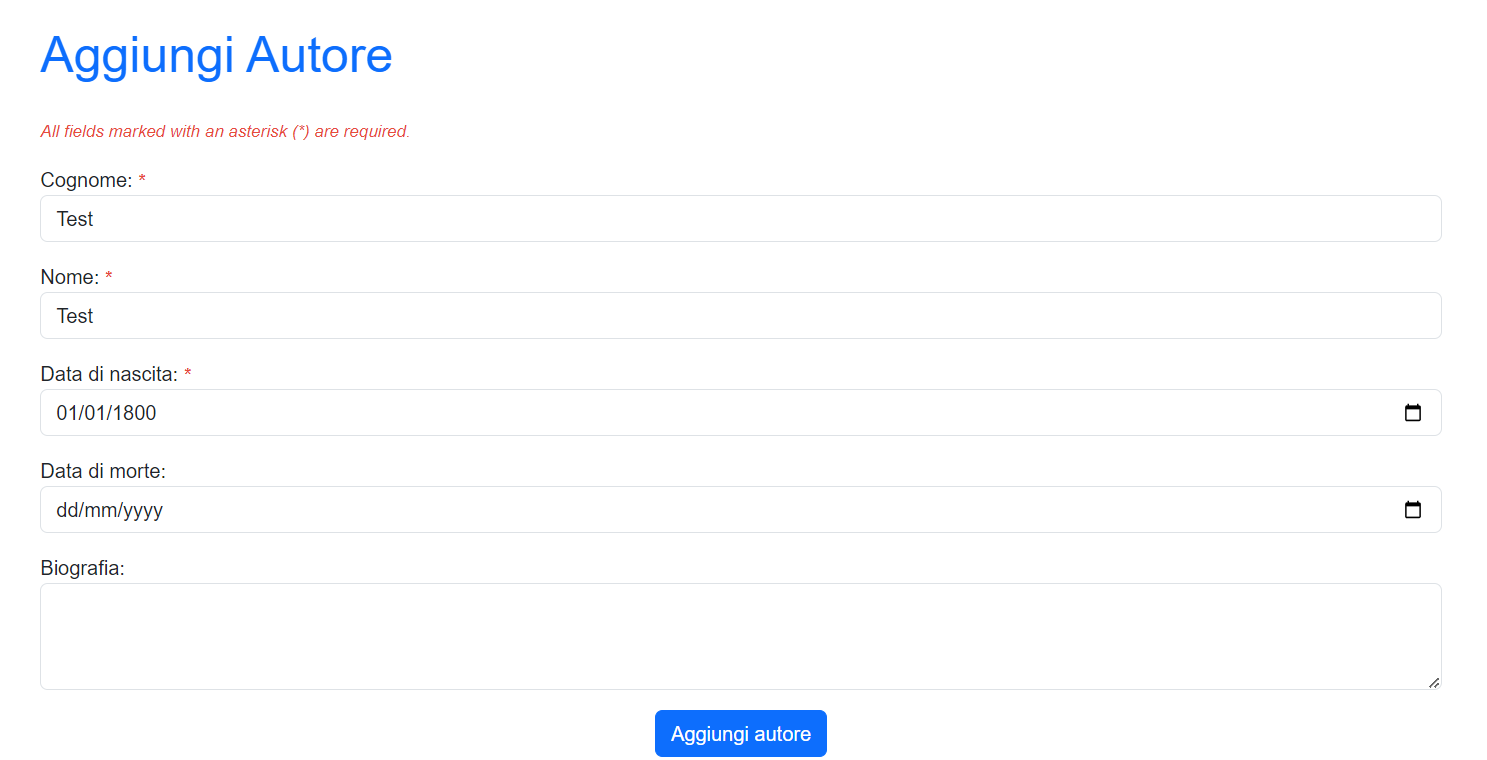 Aggiungi Autore
All fields marked with an asterisk (*) are required.
Cognome: *
Test
Nome: *
Test
Data di nascita: *
01/01/1800
Data di morte:
dd/mm/yyyy
Biografia:
Aggiungi autore